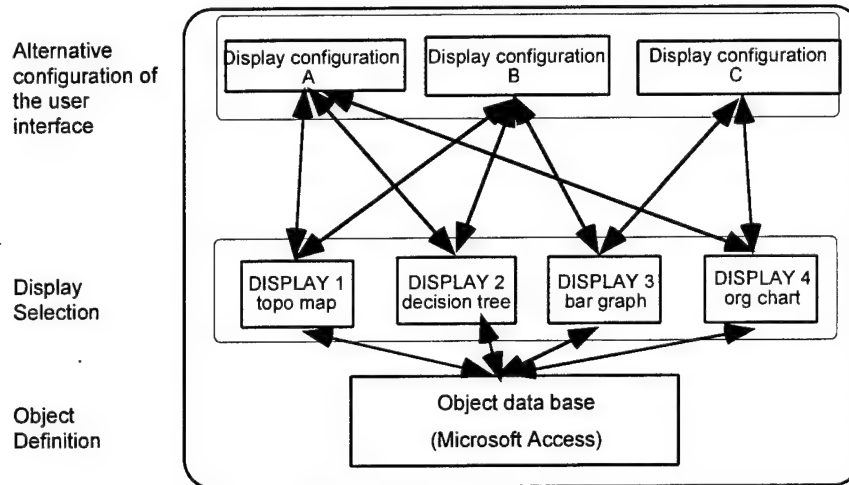 Alternative
configuration of
the user
interface
Display configuration
A
Display configuration
B
Display configuration
C
Display
Selection
DISPLAY 1
topo map
DISPLAY 2
decision tree
DISPLAY 3
bar graph
DISPLAY 4
org chart
Object
Definition
Object data base
(Microsoft Access)